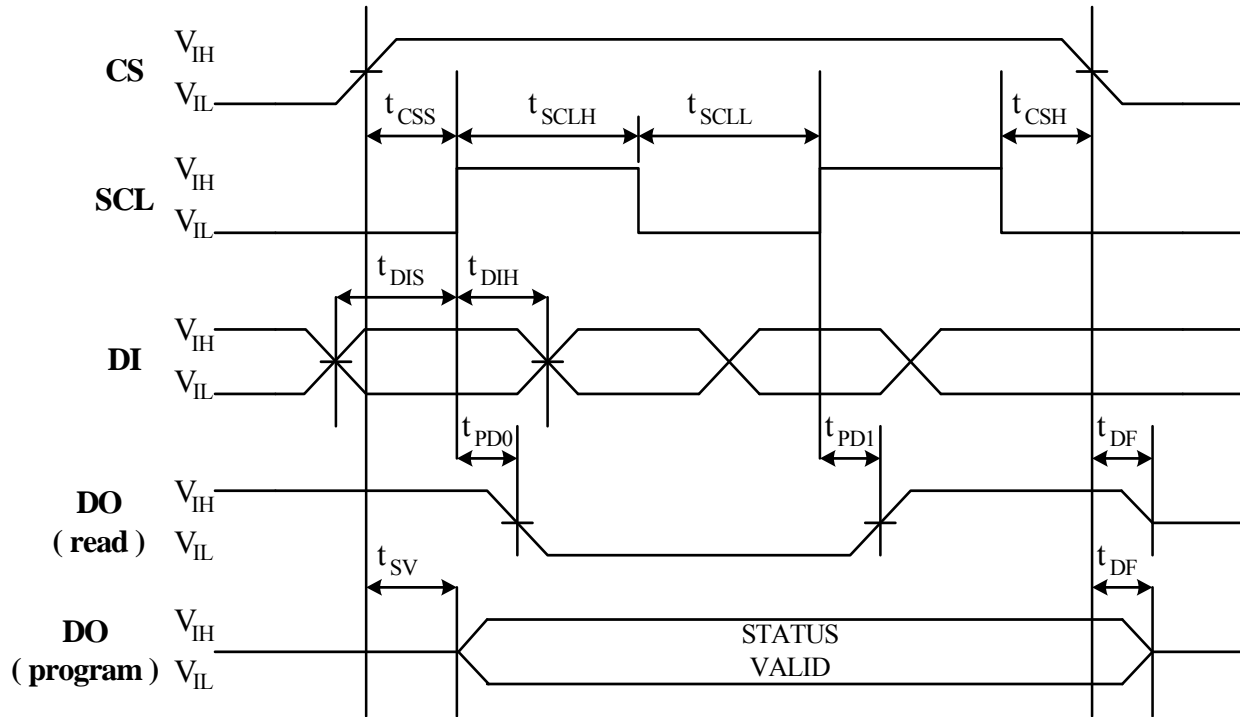 CS
V_IH
V_IL
t_CSS
t_SCLH
t_SCLL
t_CSH
SCL
V_IH
V_IL
t_DIS
t_DIH
DI
V_IH
V_IL
t_PD0
t_PD1
t_DF
DO
( read )
V_IH
V_IL
t_SV
t_DF
DO
( program )
V_IH
V_IL
STATUS
VALID